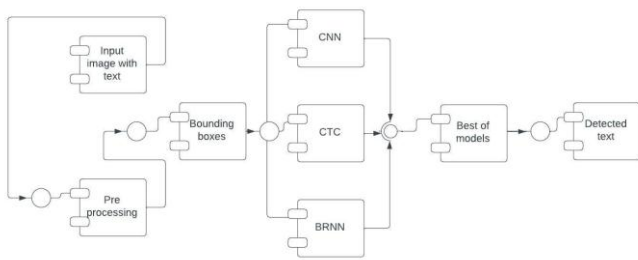 Input
image with
text
Pre
processing
Bounding
boxes
CNN
CTC
BRNN
Best of
models
Detected
text